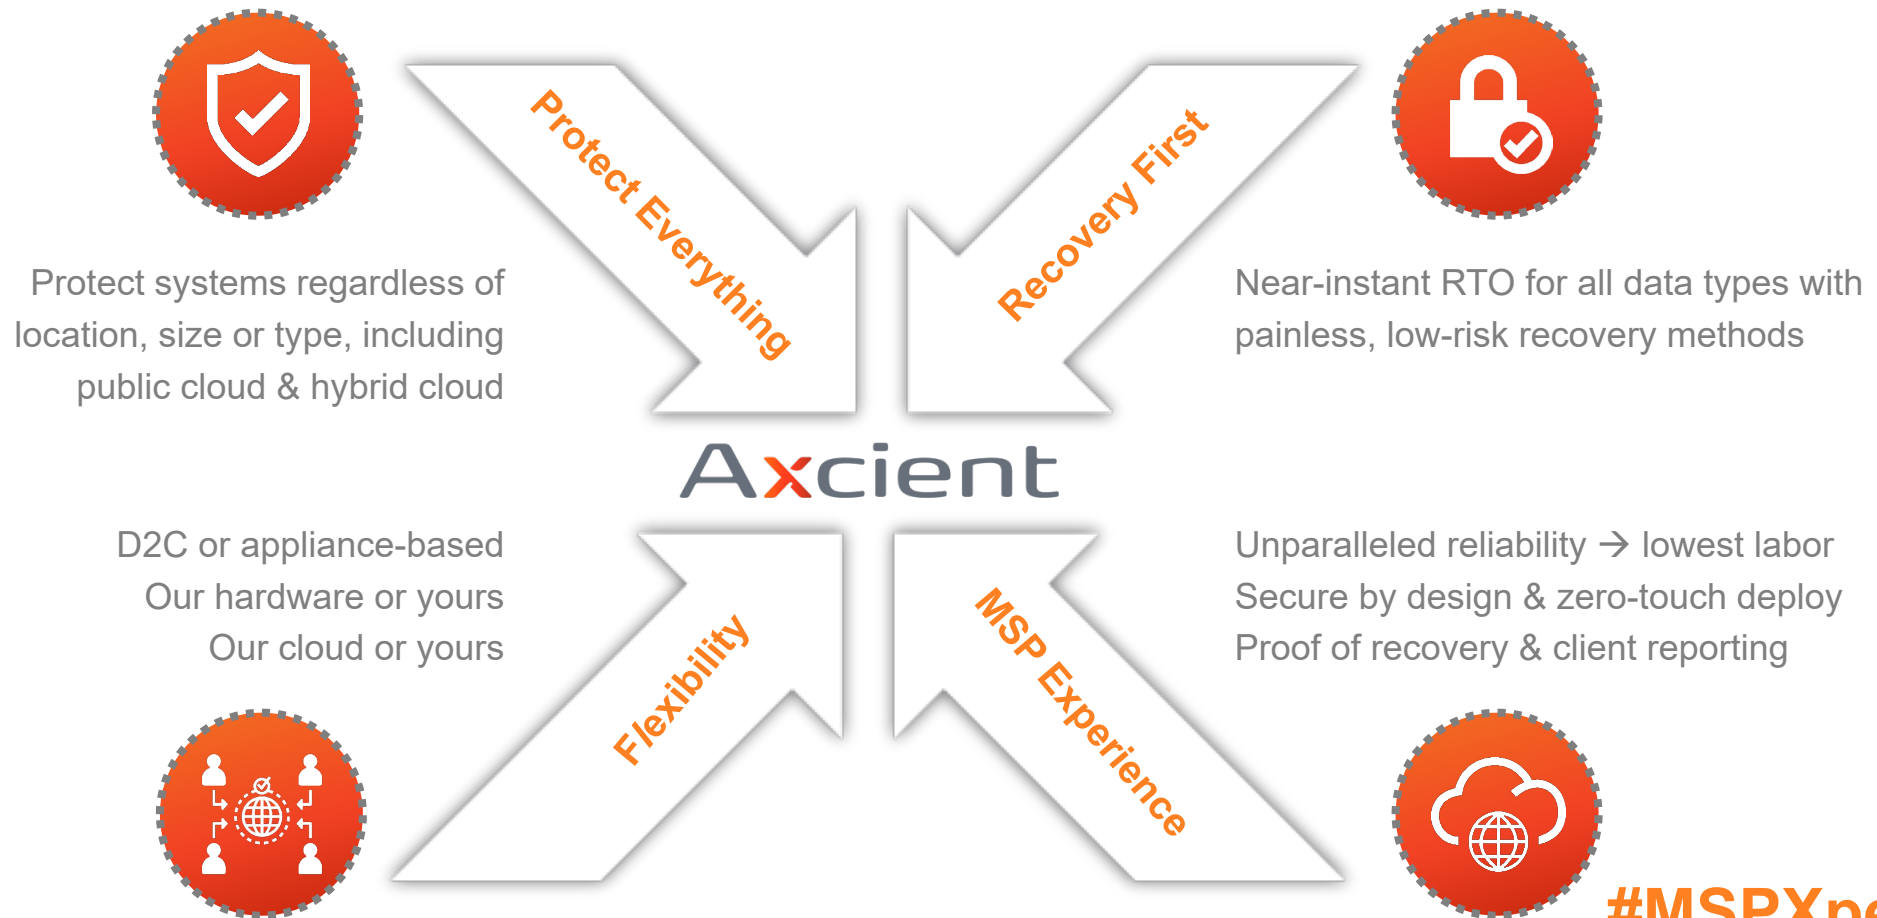 Protect Everything
Recovery First
Protect systems regardless of
location, size or type, including
public cloud & hybrid cloud
Near-instant RTO for all data types with
painless, low-risk recovery methods
Axcient
D2C or appliance-based
Our hardware or yours
Our cloud or yours
Flexibility
MSP Experience
Unparalleled reliability → lowest labor
Secure by design & zero-touch deploy
Proof of recovery & client reporting